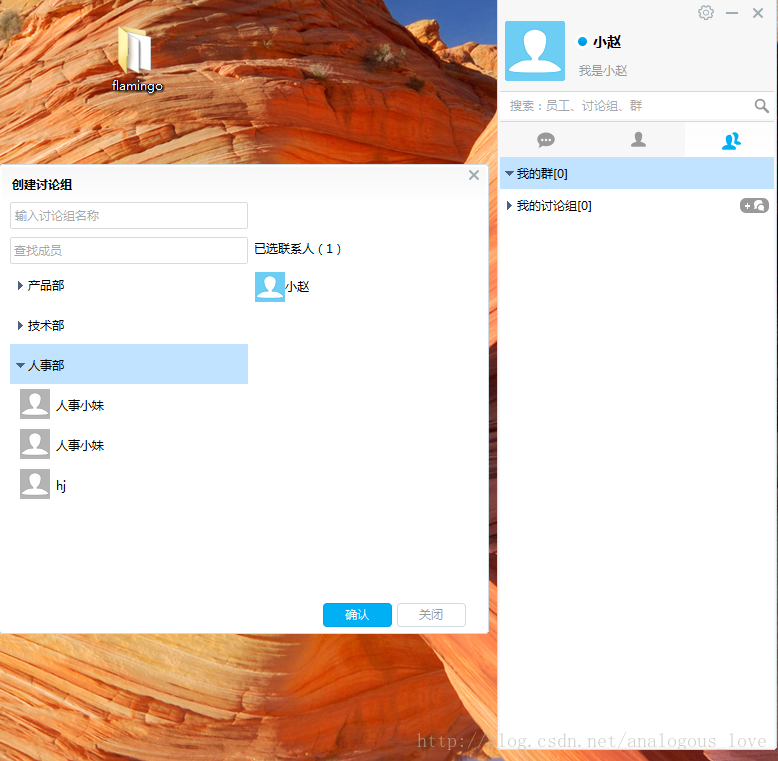 flamingo
小赵
我是小赵
搜索：员工、讨论组、群
我的群[0]
我的讨论组[0]
创建讨论组
输入讨论组名称
查找成员
已选联系人（1）
小赵
产品部
技术部
人事部
人事小妹
人事小妹
hj
确认
关闭
http://blog.csdn.net/analogous_love